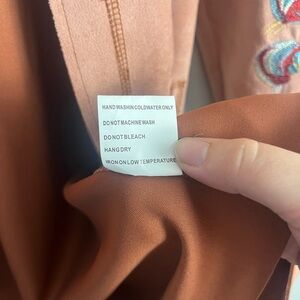 HAND WASH IN COLD WATER ONLY
DO NOT MACHINE WASH
DO NOT BLEACH
HANG DRY
IRON ON LOW TEMPERATURE